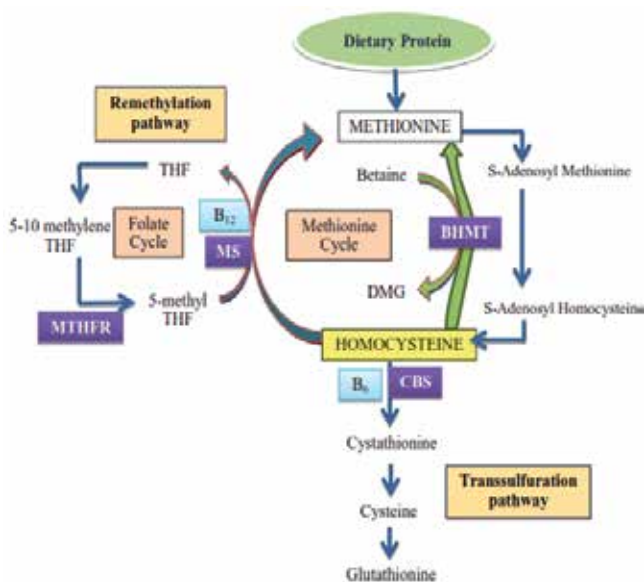 Dietary Protein
Remethylation
pathway
METHIONINE
THF
Betaine
S-Adenosyl Methionine
B12
5-10 methylene
THF
Folate
Cycle
Methionine
Cycle
BHMT
MS
5-methyl
THF
DMG
MTHFR
S-Adenosyl Homocysteine
HOMOCYSTEINE
B6
CBS
Cystathionine
Transsulfuration
pathway
Cysteine
Glutathionine